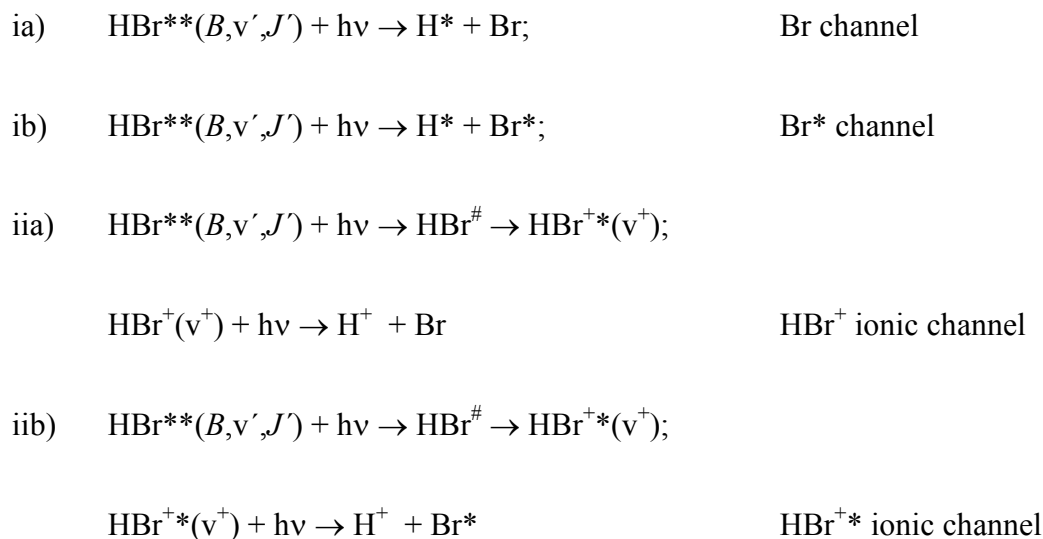 ia) HBr**(B,v´,J´) + hν → H* + Br; Br channel
ib) HBr**(B,v´,J´) + hν → H* + Br*; Br* channel
iia) HBr**(B,v´,J´) + hν → HBr# → HBr+*(v+);
HBr+(v+) + hν → H+ + Br HBr+ ionic channel
iib) HBr**(B,v´,J´) + hν → HBr# → HBr+*(v+);
HBr+*(v+) + hν → H+ + Br* HBr+* ionic channel